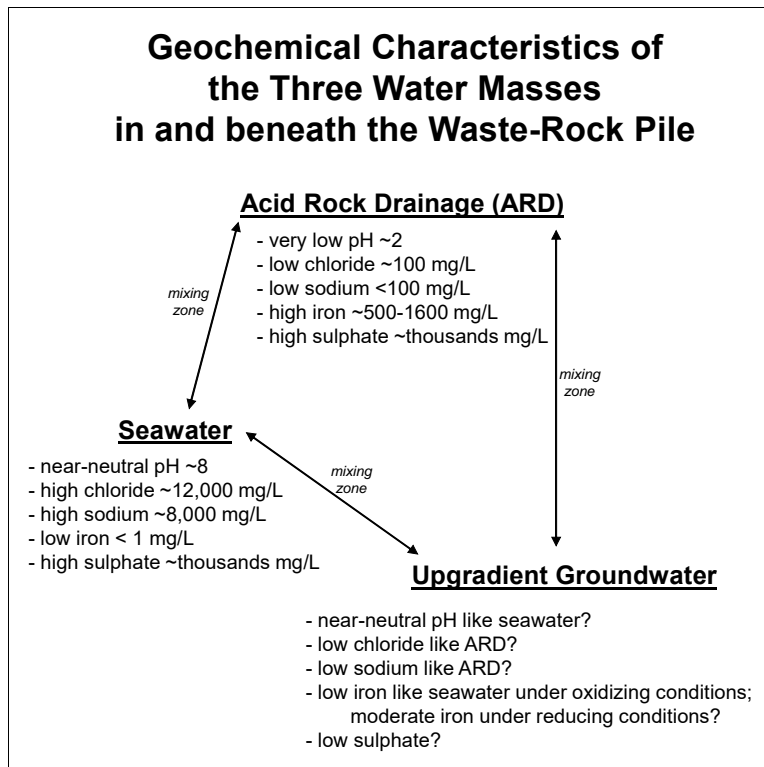 Geochemical Characteristics of
the Three Water Masses
in and beneath the Waste-Rock Pile
Acid Rock Drainage (ARD)
- very low pH ~2
- low chloride ~100 mg/L
- low sodium <100 mg/L
- high iron ~500-1600 mg/L
- high sulphate ~thousands mg/L
mixing
zone
mixing
zone
Seawater
- near-neutral pH ~8
- high chloride ~12,000 mg/L
- high sodium ~8,000 mg/L
- low iron < 1 mg/L
- high sulphate ~thousands mg/L
mixing
zone
Upgradient Groundwater
- near-neutral pH like seawater?
- low chloride like ARD?
- low sodium like ARD?
- low iron like seawater under oxidizing conditions;
moderate iron under reducing conditions?
- low sulphate?